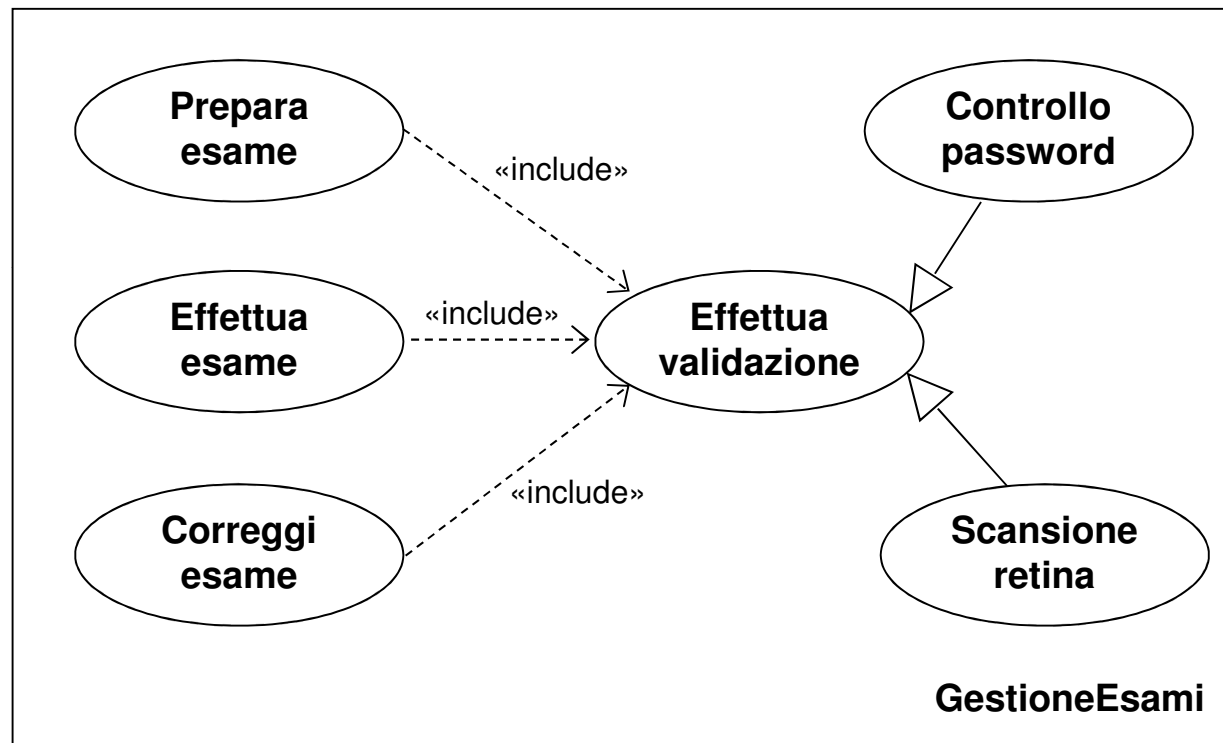 Prepara
esame
Controllo
password
«include»
Effettua
esame
«include»
Effettua
validazione
«include»
Correggi
esame
Scansione
retina
GestioneEsami